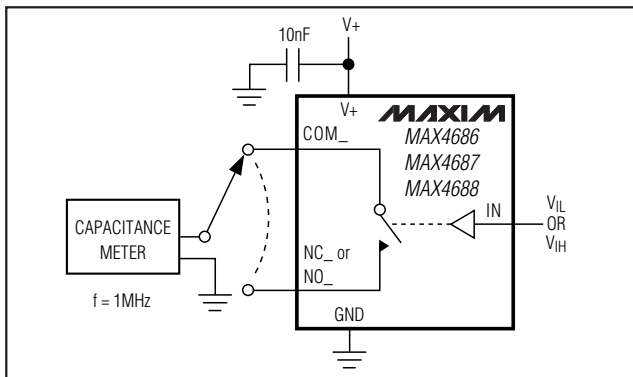 V+
10nF
V+
MAXIM
COM_
MAX4686
MAX4687
MAX4688
IN
VIL
OR
VIH
CAPACITANCE
METER
NC_ or
NO_
f = 1MHz
GND